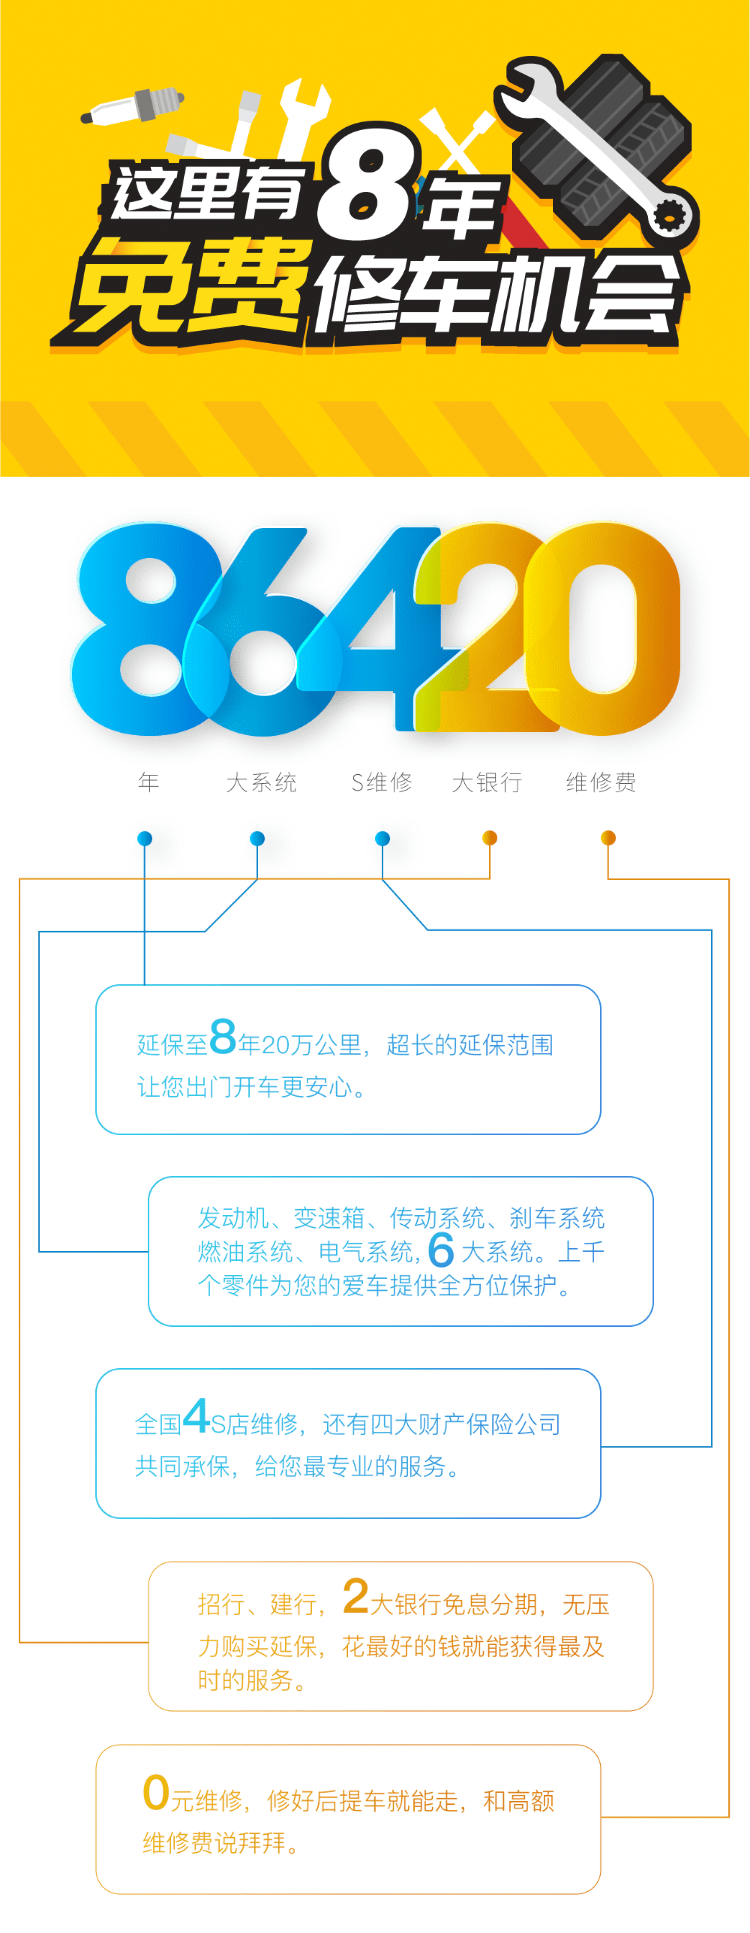 这里有8年
免费修车机会
86420
年 大系统 S维修 大银行 维修费
延保至8年20万公里，超长的延保范围
让您出门开车更安心。
发动机、变速箱、传动系统、刹车系统
燃油系统、电气系统,6大系统。上千
个零件为您的爱车提供全方位保护。
全国4S店维修，还有四大财产保险公司
共同承保，给您最专业的服务。
招行、建行，2大银行免息分期，无压
力购买延保，花最好的钱就能获得最及
时的服务。
0元维修，修好后提车就能走，和高额
维修费说拜拜。